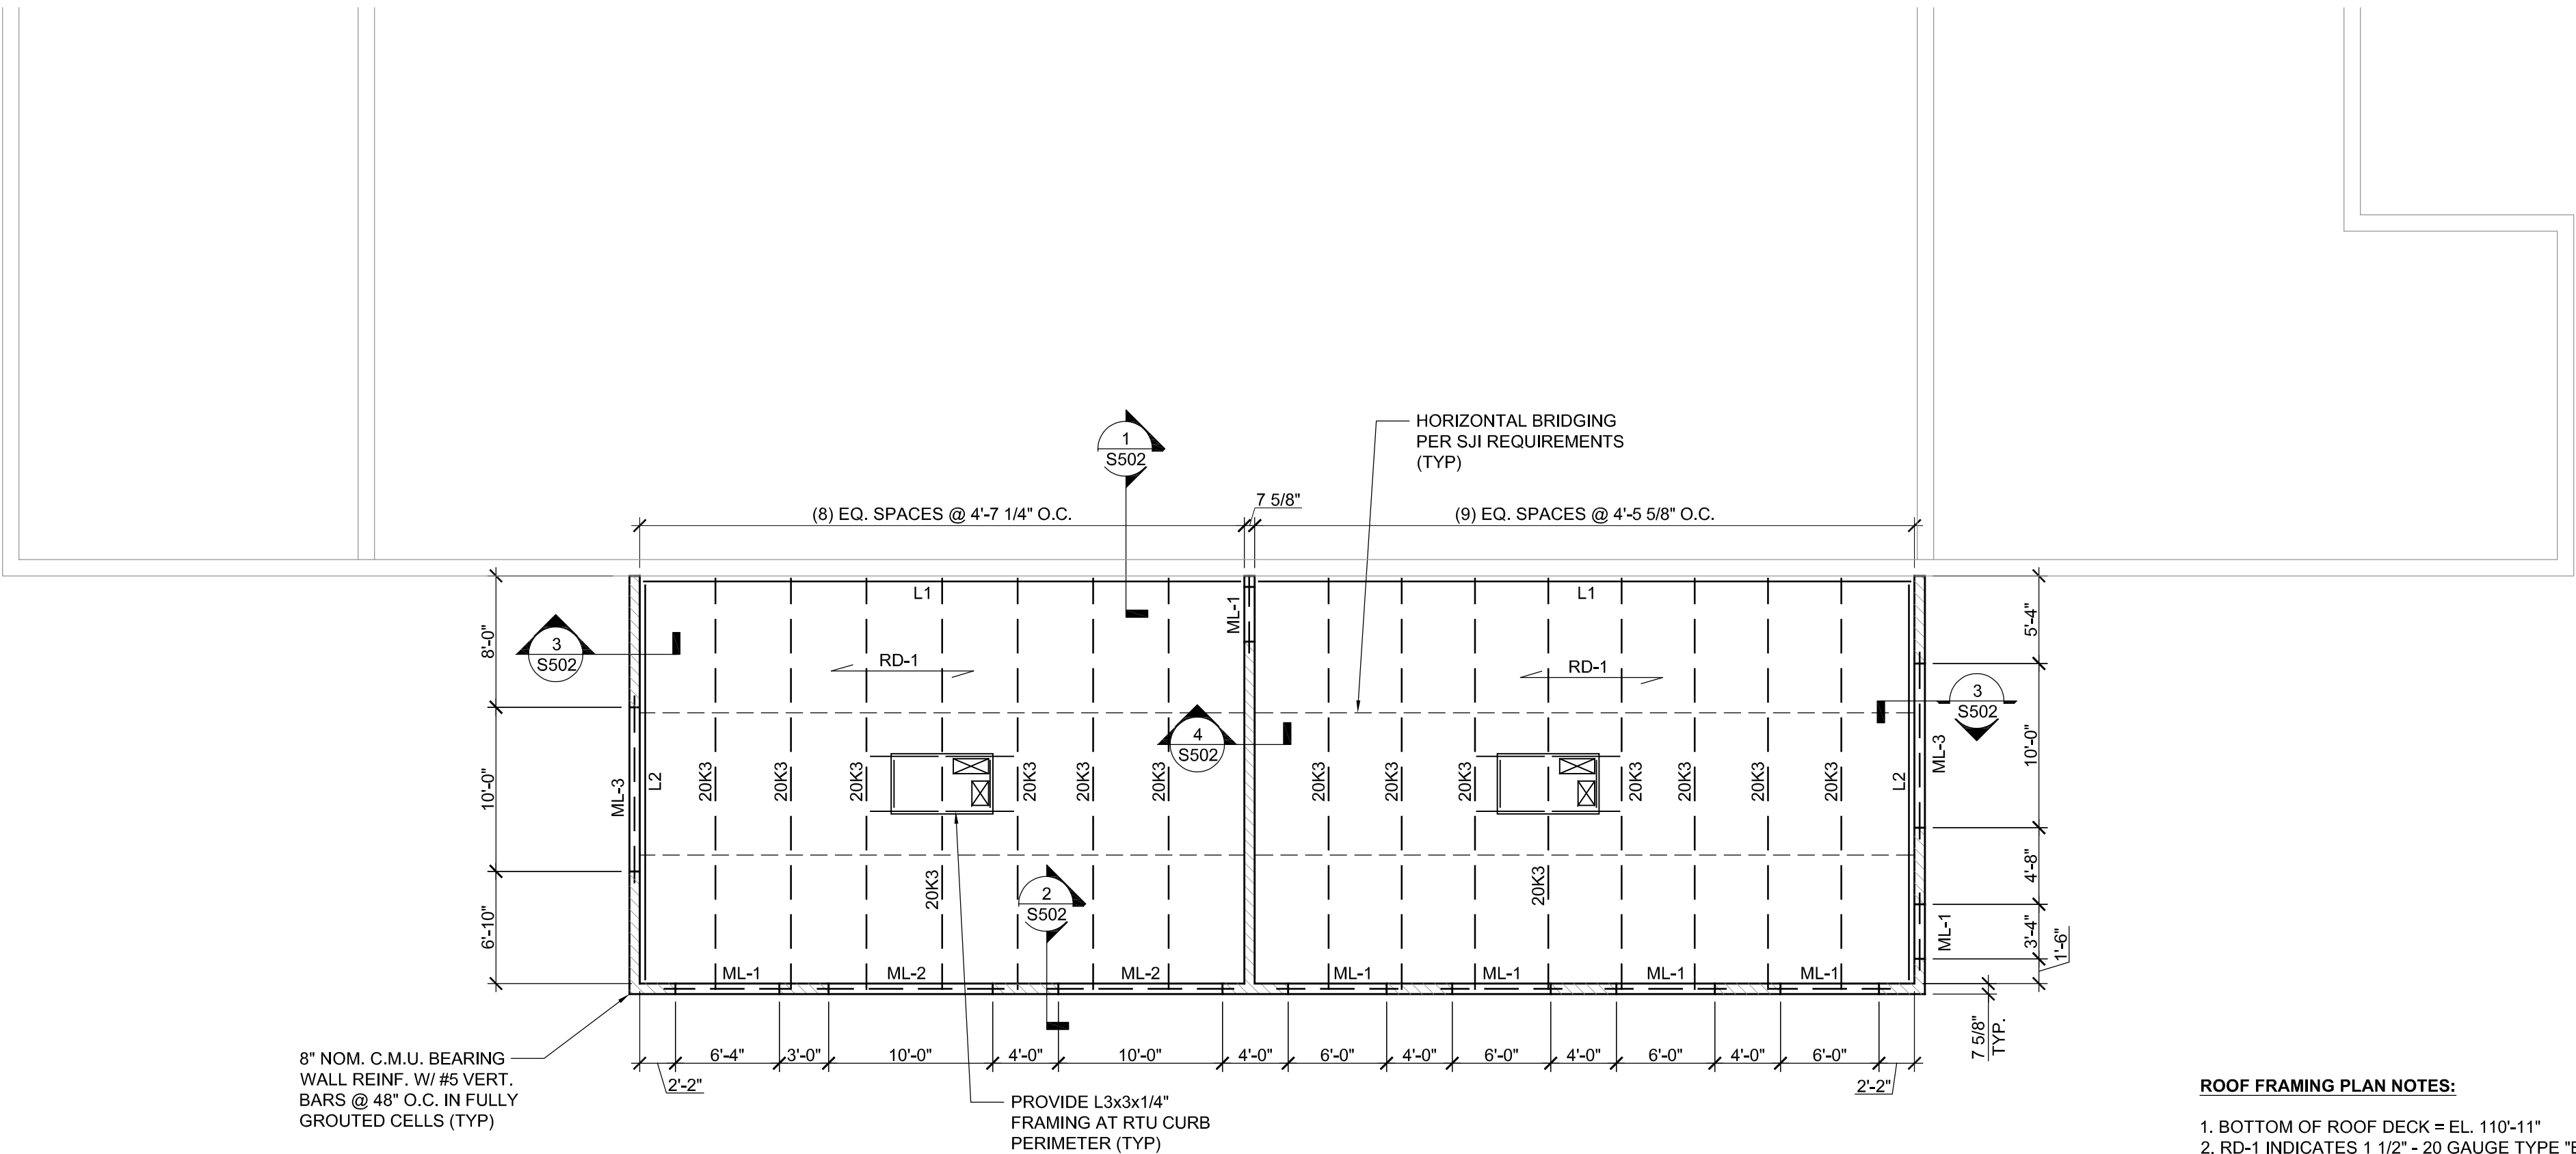 HORIZONTAL BRIDGING
PER SJI REQUIREMENTS
(TYP)
1
S502
(8) EQ. SPACES @ 4'-7 1/4" O.C.
7 5/8"
(9) EQ. SPACES @ 4'-5 5/8" O.C.
L1
L1
ML-1
8'-0"
5'-4"
3
S502
RD-1
RD-1
3
S502
4
S502
10'-0"
ML-3
L2
20K3
20K3
20K3
20K3
20K3
20K3
20K3
20K3
20K3
20K3
20K3
20K3
20K3
L2
ML-3
10'-0"
20K3
20K3
4'-8"
2
S502
6'-10"
ML-1
3'-4"
1'-6"
ML-1
ML-2
ML-2
ML-1
ML-1
ML-1
ML-1
7 5/8"
TYP.
2'-2"
6'-4"
3'-0"
10'-0"
4'-0"
10'-0"
4'-0"
6'-0"
4'-0"
6'-0"
4'-0"
6'-0"
4'-0"
6'-0"
2'-2"
8" NOM. C.M.U. BEARING
WALL REINF. W/ #5 VERT.
BARS @ 48" O.C. IN FULLY
GROUTED CELLS (TYP)
PROVIDE L3x3x1/4"
FRAMING AT RTU CURB
PERIMETER (TYP)
ROOF FRAMING PLAN NOTES:
1. BOTTOM OF ROOF DECK = EL. 110'-11"
2. RD-1 INDICATES 1 1/2" - 20 GAUGE TYPE